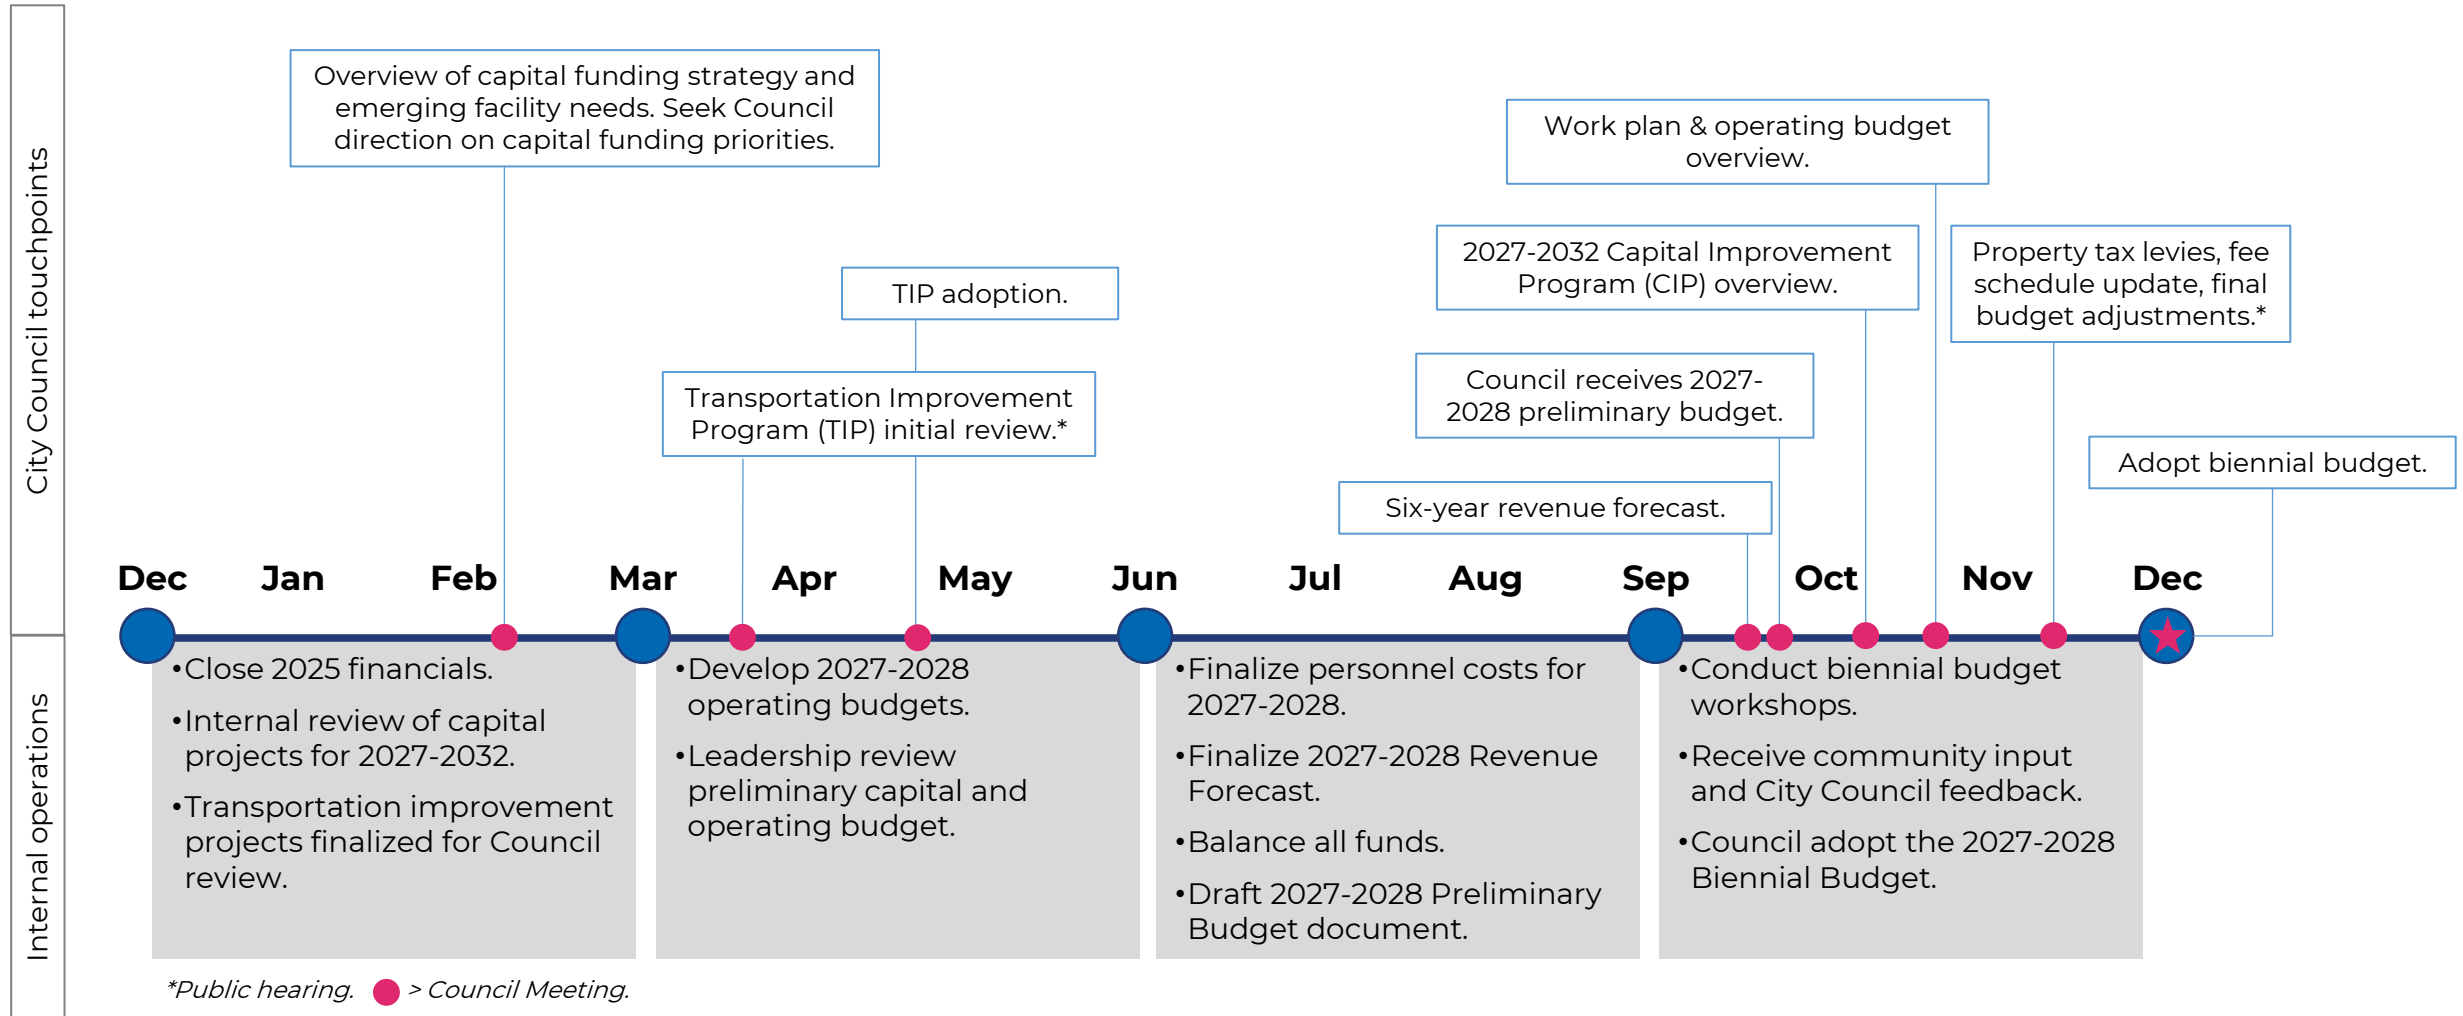 City Council touchpoints
Overview of capital funding strategy and
emerging facility needs. Seek Council
direction on capital funding priorities.
TIP adoption.
Transportation Improvement
Program (TIP) initial review.*
Work plan & operating budget
overview.
2027-2032 Capital Improvement
Program (CIP) overview.
Property tax levies, fee
schedule update, final
budget adjustments.*
Council receives 2027-
2028 preliminary budget.
Adopt biennial budget.
Six-year revenue forecast.
Dec Jan Feb Mar Apr May Jun Jul Aug Sep Oct Nov Dec
Internal operations
•Close 2025 financials.
•Internal review of capital
projects for 2027-2032.
•Transportation improvement
projects finalized for Council
review.
•Develop 2027-2028
operating budgets.
•Leadership review
preliminary capital and
operating budget.
•Finalize personnel costs for
2027-2028.
•Finalize 2027-2028 Revenue
Forecast.
•Balance all funds.
•Draft 2027-2028 Preliminary
Budget document.
•Conduct biennial budget
workshops.
•Receive community input
and City Council feedback.
•Council adopt the 2027-2028
Biennial Budget.
*Public hearing. > Council Meeting.